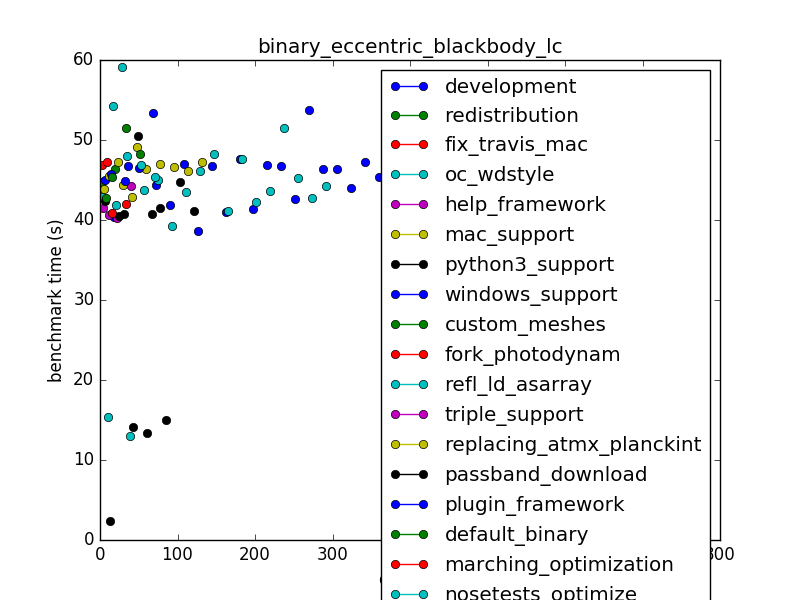 binary_eccentric_blackbody_lc
60
50
40
30
20
10
0
benchmark time (s)
0
100
200
300
800
development
redistribution
fix_travis_mac
oc_wdstyle
help_framework
mac_support
python3_support
windows_support
custom_meshes
fork_photodynam
refl_ld_asarray
triple_support
replacing_atmx_planckint
passband_download
plugin_framework
default_binary
marching_optimization
nosetests_optimize